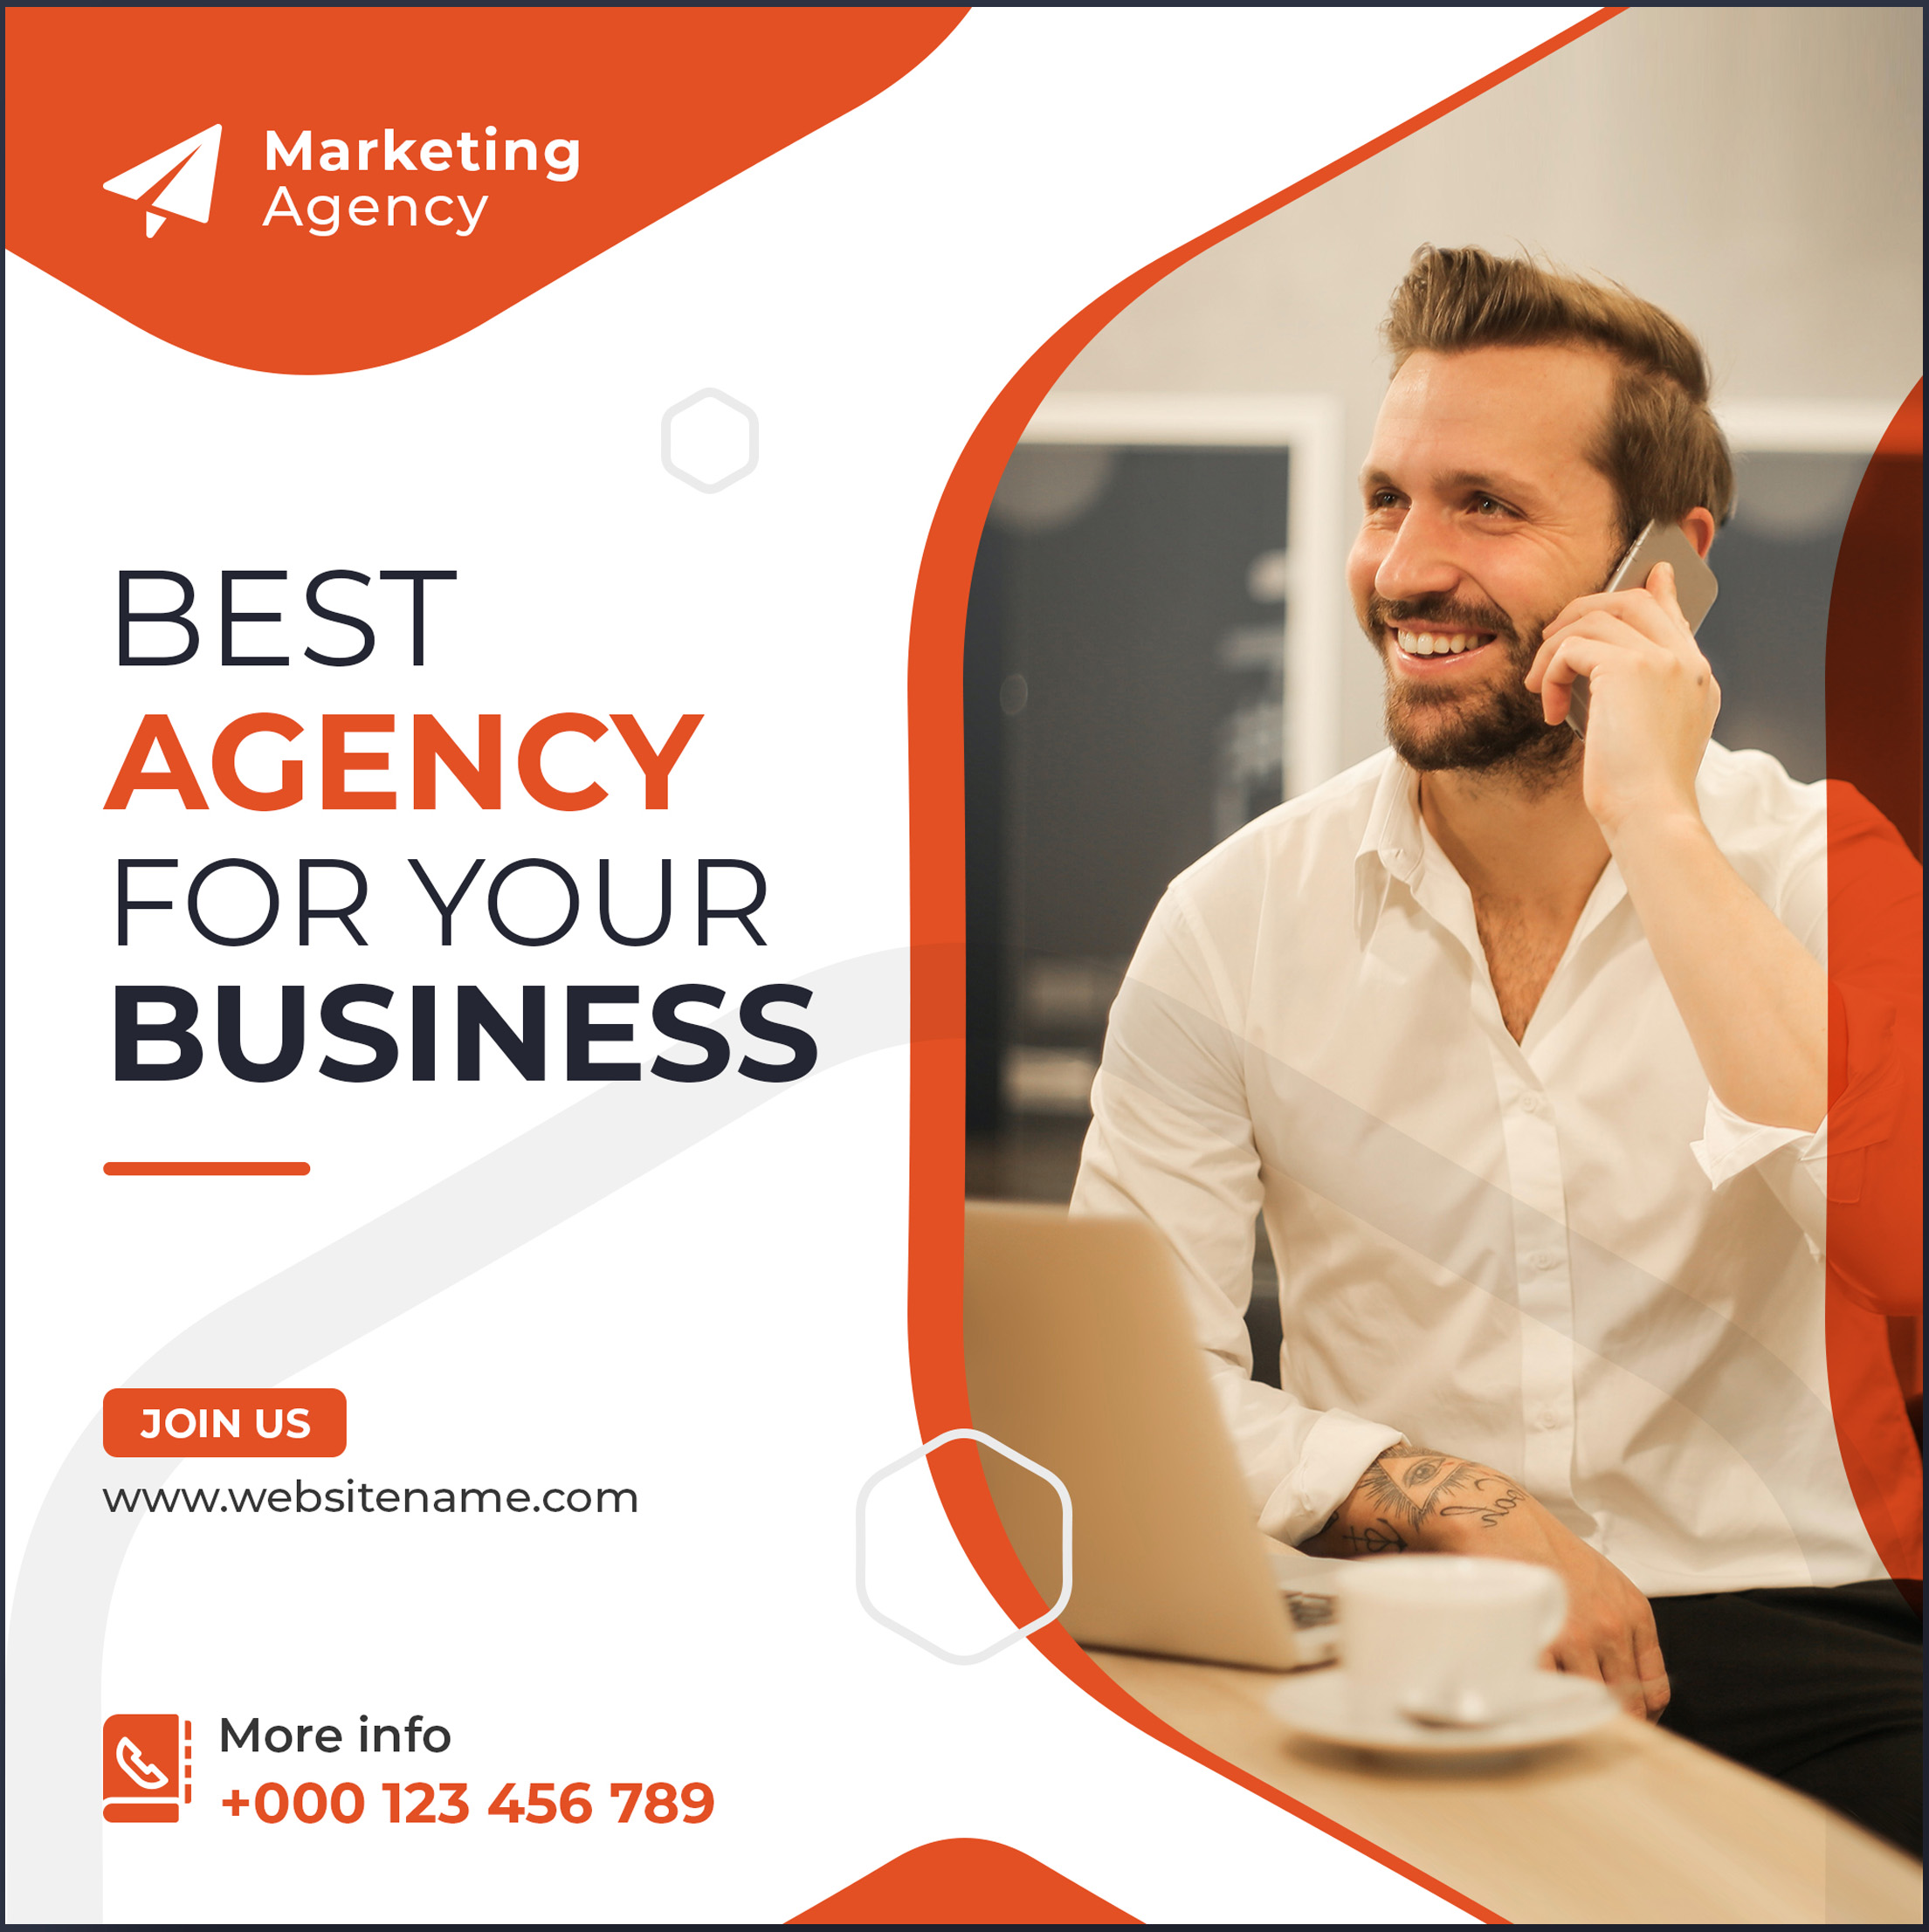 Marketing
Agency
BEST
AGENCY
FOR YOUR
BUSINESS
JOIN US
www.websitename.com
More info
+000 123 456 789